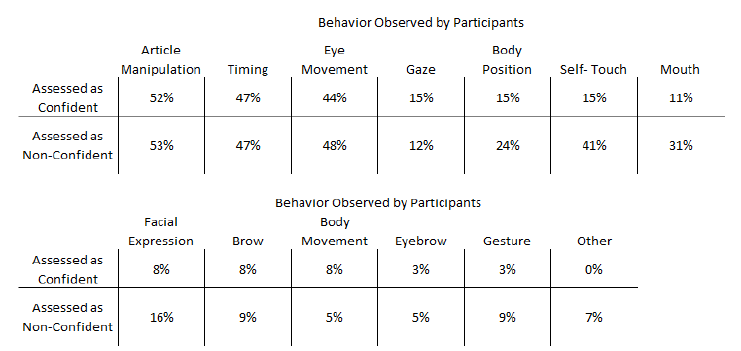 Behavior Observed by Participants
Article Eye Body
Manipulation Timing Movement Gaze Position Self- Touch Mouth
Assessed as
Confident 52% 47% 44% 15% 15% 15% 11%
Assessed as
Non-Confident 53% 47% 48% 12% 24% 41% 31%
Behavior Observed by Participants
Facial Body
Expression Brow Movement Eyebrow Gesture Other
Assessed as
Confident 8% 8% 8% 3% 3% 0%
Assessed as
Non-Confident 16% 9% 5% 5% 9% 7%